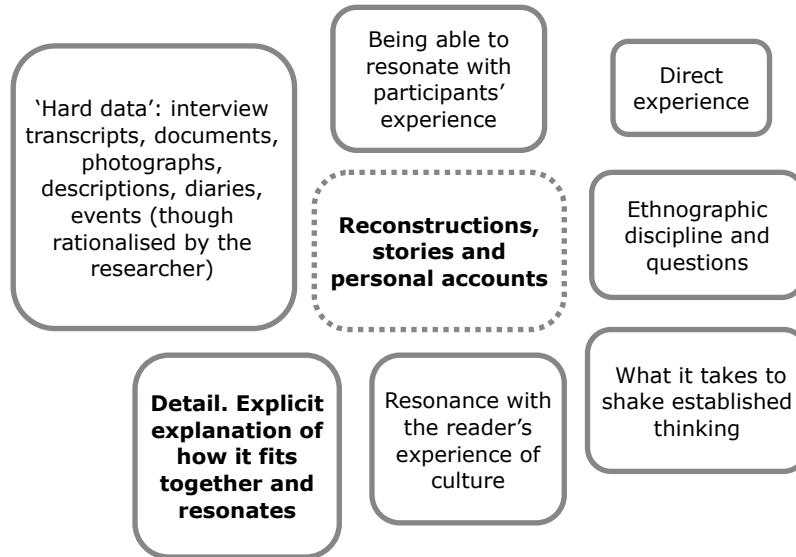 ‘Hard data’: interview
transcripts, documents,
photographs,
descriptions, diaries,
events (though
rationalised by the
researcher)
Being able to
resonate with
participants’
experience
Direct
experience
Reconstructions,
stories and
personal accounts
Ethnographic
discipline and
questions
Detail. Explicit
explanation of
how it fits
together and
resonates
Resonance with
the reader’s
experience of
culture
What it takes to
shake established
thinking